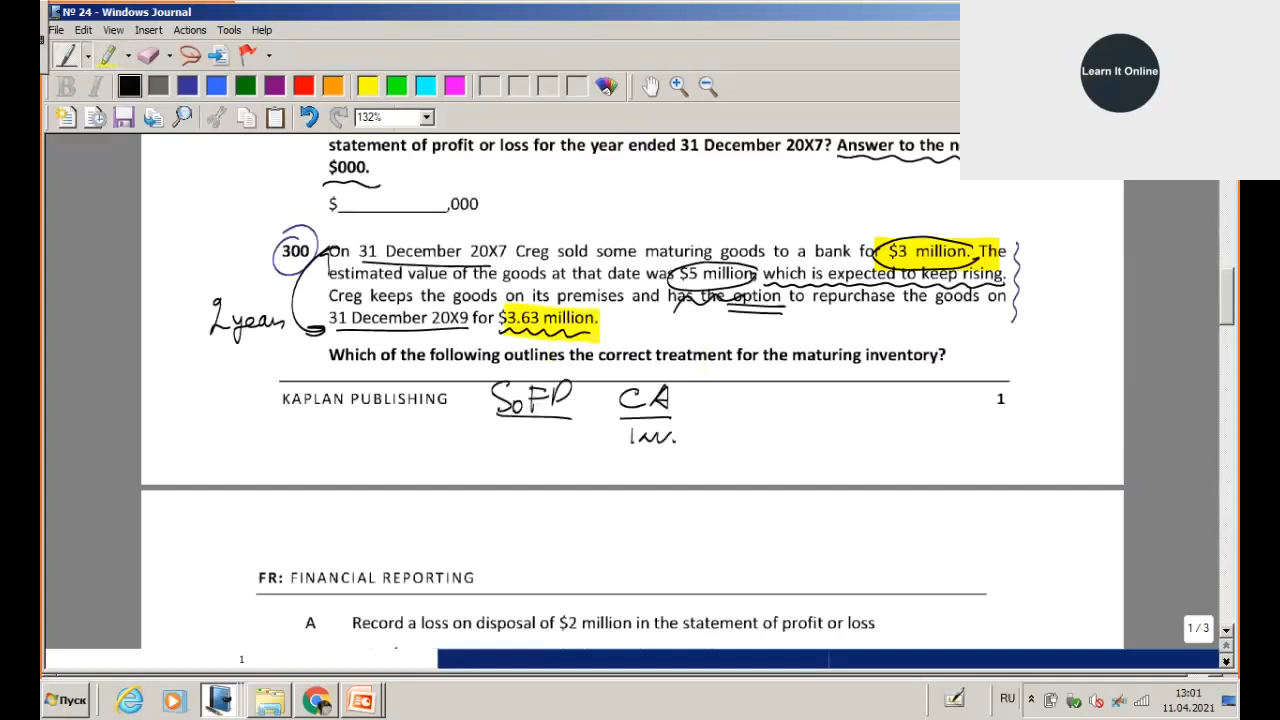 № 24 - Windows Journal
File Edit View Insert Actions Tools Help
Learn It Online
B I
132%
statement of profit or loss for the year ended 31 December 20X7? Answer to the n
$000.
$____________,000
300 On 31 December 20X7 Creg sold some maturing goods to a bank for $3 million. The
estimated value of the goods at that date was $5 million, which is expected to keep rising.
Creg keeps the goods on its premises and has the option to repurchase the goods on
2 years
31 December 20X9 for $3.63 million.
Which of the following outlines the correct treatment for the maturing inventory?
KAPLAN PUBLISHING SoFP CA 1
Inv.
FR: FINANCIAL REPORTING
A Record a loss on disposal of $2 million in the statement of profit or loss
1 / 3
1
Пуск
RU
13:01
11.04.2021